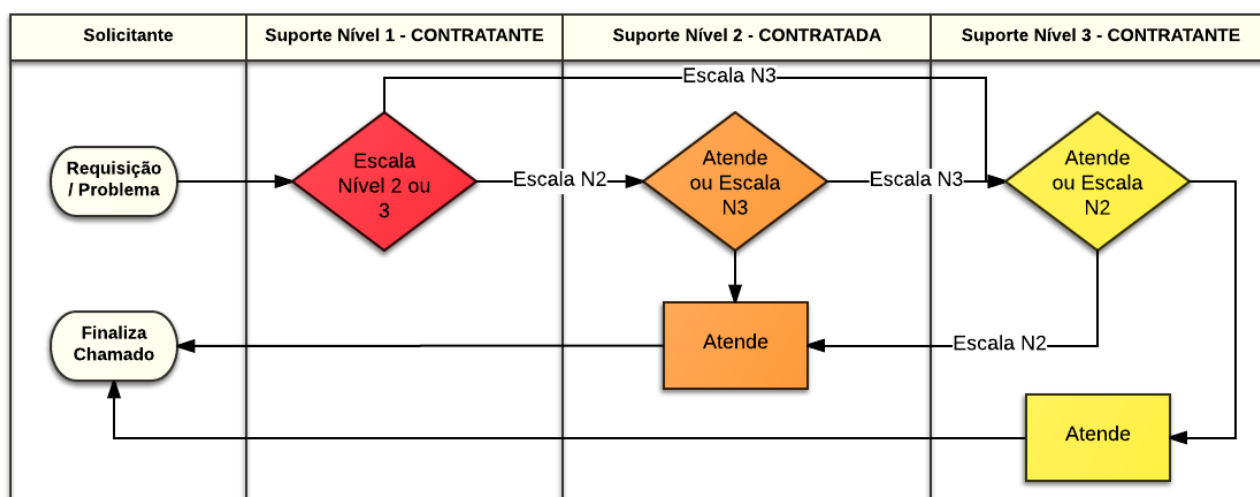 Solicitante
Suporte Nível 1 - CONTRATANTE
Suporte Nível 2 - CONTRATADA
Suporte Nível 3 - CONTRATANTE
Escala N3
Requisição
/ Problema
Escala
Nível 2 ou
3
Escala N2
Atende
ou Escala
N3
Escala N3
Atende
ou Escala
N2
Finaliza
Chamado
Atende
Escala N2
Atende